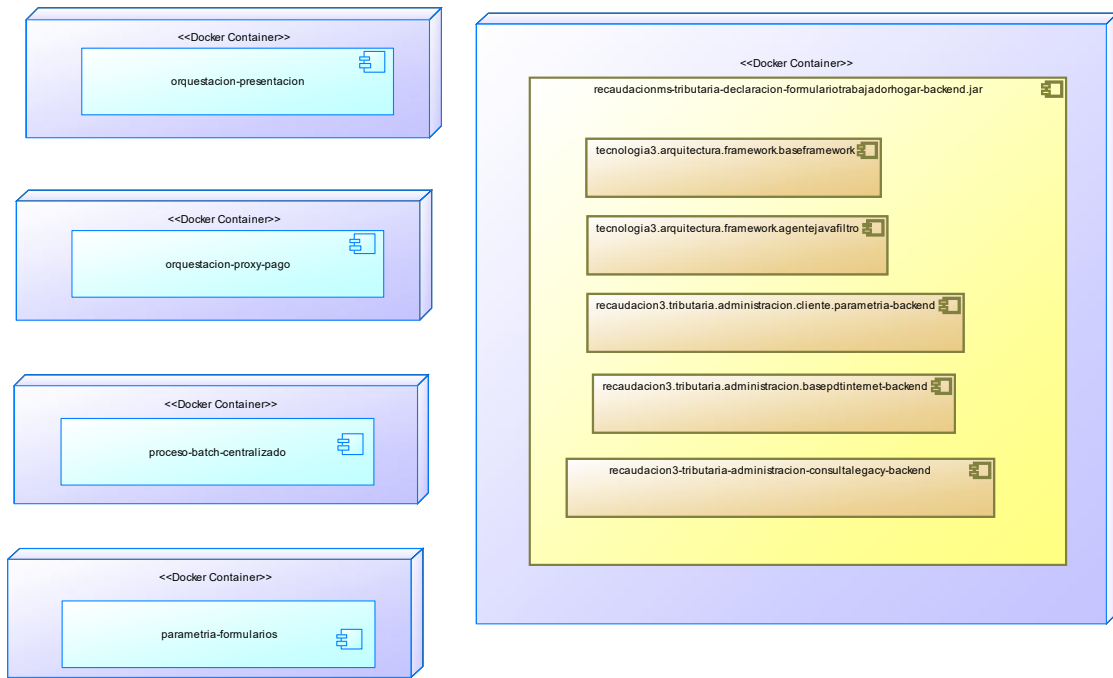 <<Docker Container>>
orquestacion-presentacion
<<Docker Container>>
orquestacion-proxy-pago
<<Docker Container>>
proceso-batch-centralizado
<<Docker Container>>
parametria-formularios
<<Docker Container>>
recaudacionms-tributaria-declaracion-formulariotrabajadorhogar-backend.jar
tecnologia3.arquitectura.framework.baseframework
tecnologia3.arquitectura.framework.agentejavafiltro
recaudacion3.tributaria.administracion.cliente.parametria-backend
recaudacion3.tributaria.administracion.basepdtinternet-backend
recaudacion3-tributaria-administracion-consultalegacy-backend